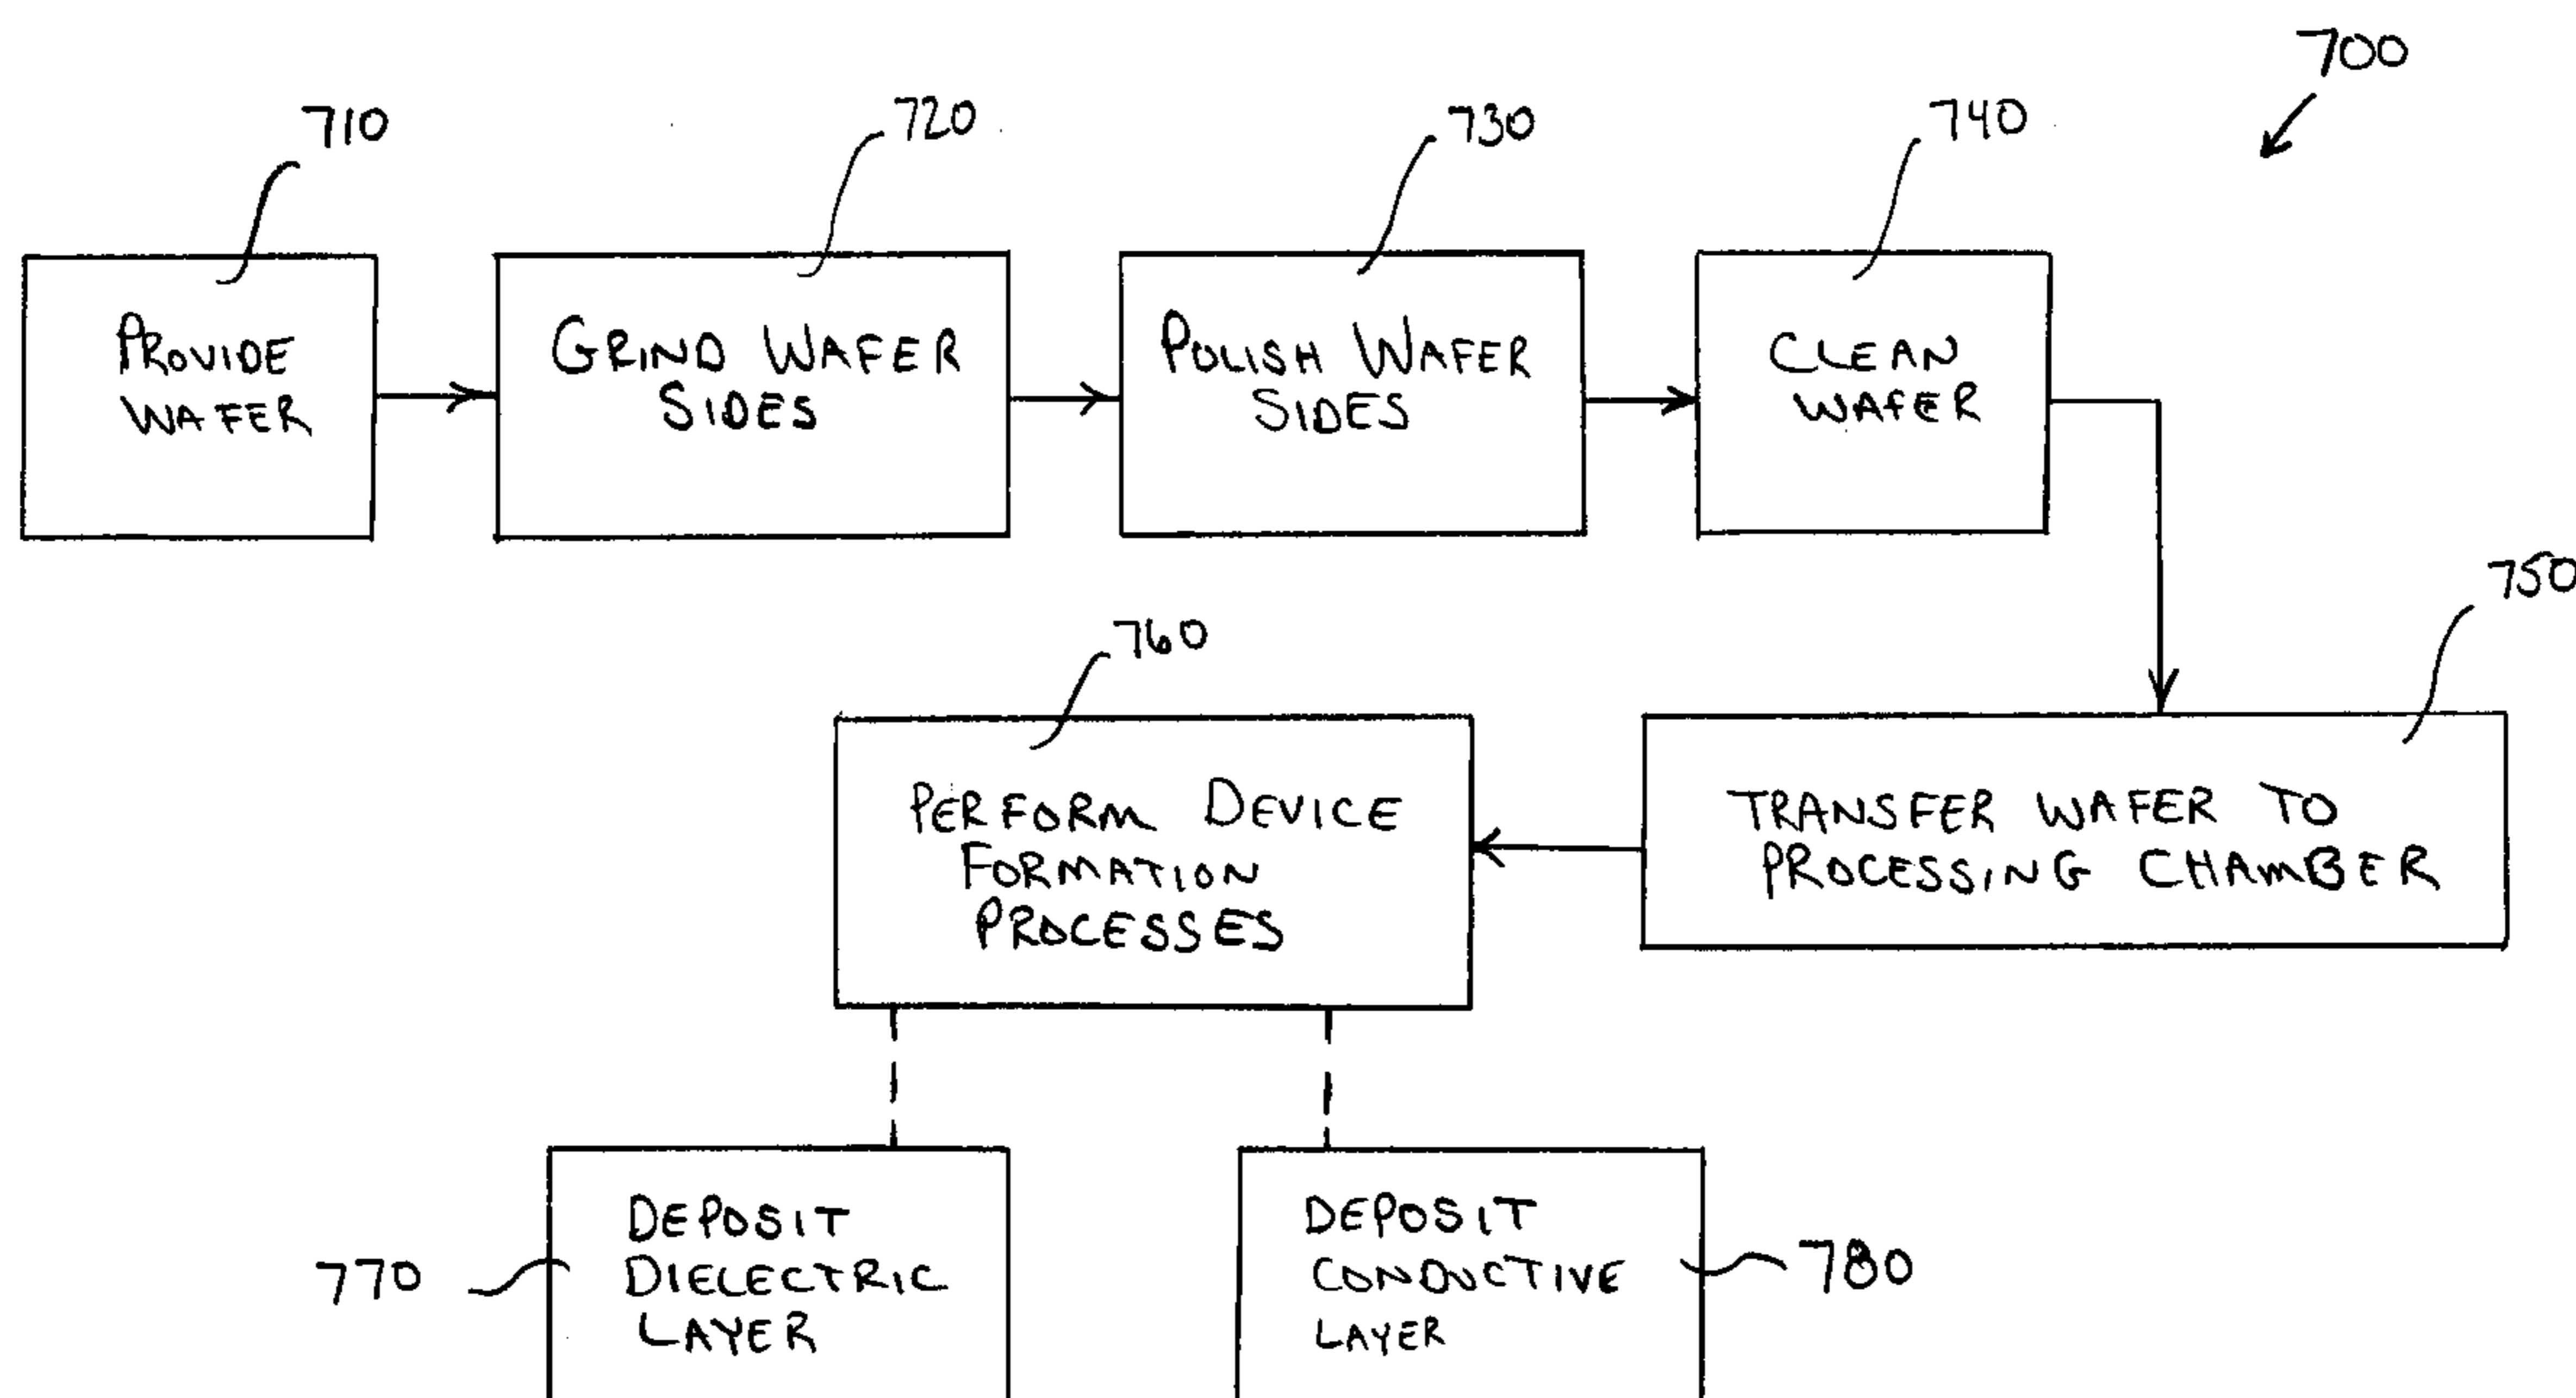 700
710
720
730
740
PROVIDE
WAFER
GRIND WAFER
SIDES
POLISH WAFER
SIDES
CLEAN
WAFER
750
760
TRANSFER WAFER TO
PROCESSING CHAMBER
PERFORM DEVICE
FORMATION
PROCESSES
770
DEPOSIT
DIELECTRIC
LAYER
DEPOSIT
CONDUCTIVE
LAYER
780